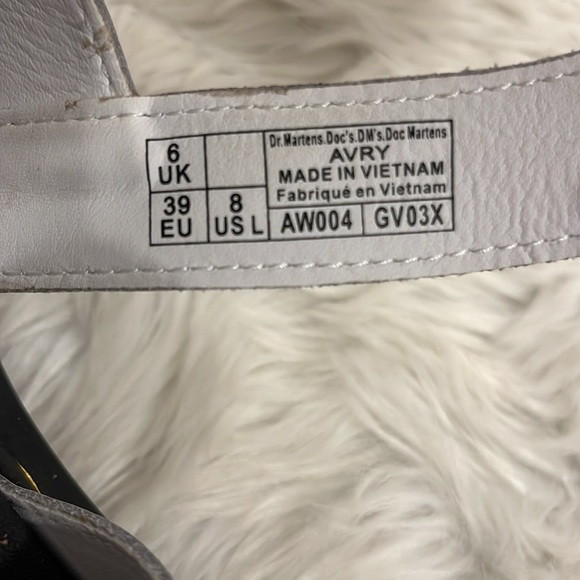 6
UK
39
EU
8
US L
Dr.Martens.Doc's.DM's.Doc Martens
AVRY
MADE IN VIETNAM
Fabriqué en Vietnam
AW004 GV03X